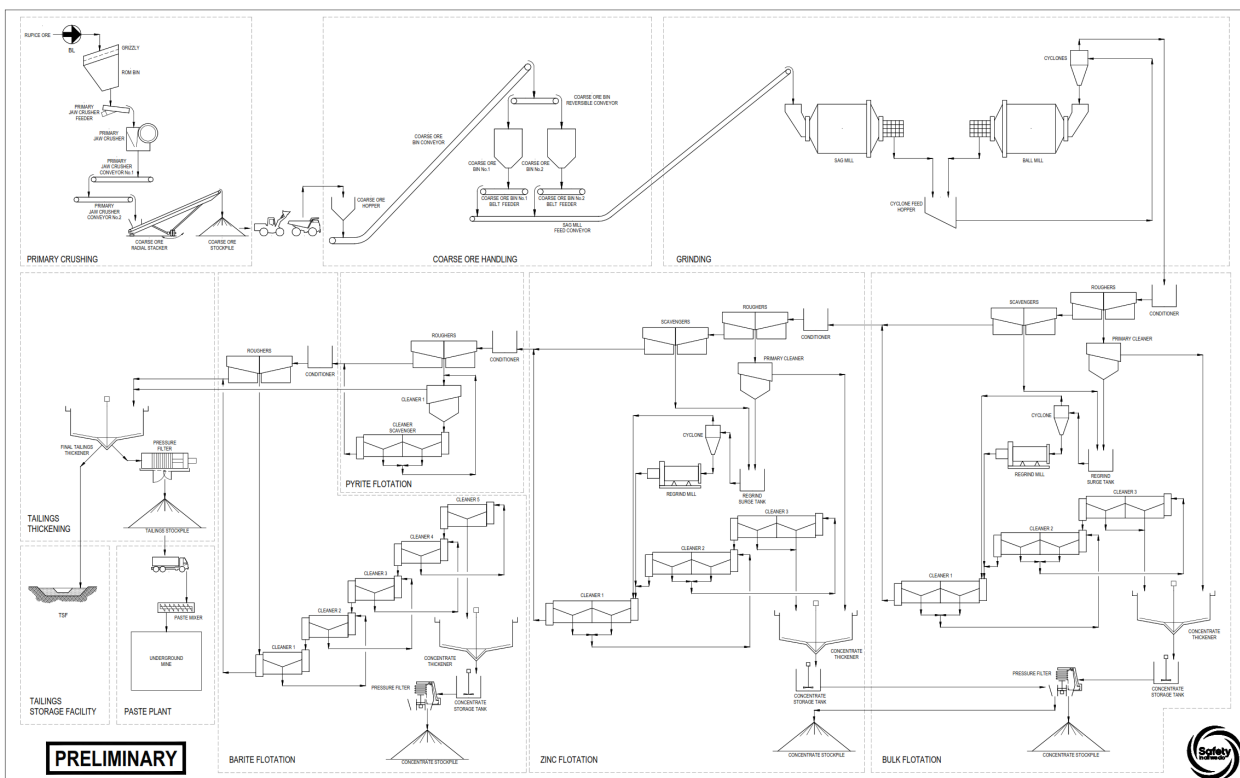 RUPICE ORE
BL
GRIZZLY
ROM BIN
PRIMARY
JAW CRUSHER
FEEDER
PRIMARY
JAW CRUSHER
PRIMARY
JAW CRUSHER
CONVEYOR No.1
PRIMARY
JAW CRUSHER
CONVEYOR No.2
COARSE ORE
RADIAL STACKER
COARSE ORE
STOCKPILE
PRIMARY CRUSHING
COARSE ORE
HOPPER
COARSE ORE
BIN CONVEYOR
COARSE ORE BIN
REVERSIBLE CONVEYOR
COARSE ORE
BIN No.1
COARSE ORE
BIN No.2
COARSE ORE BIN No.1
BELT FEEDER
COARSE ORE BIN No.2
BELT FEEDER
SAG MILL
FEED CONVEYOR
COARSE ORE HANDLING
SAG MILL
BALL MILL
CYCLONES
CYCLONE FEED
HOPPER
GRINDING
ROUGHERS
CONDITIONER
FINAL TAILINGS
THICKENER
PRESSURE
FILTER
TAILINGS STOCKPILE
TAILINGS
THICKENING
ROUGHERS
CONDITIONER
CLEANER 1
CLEANER
SCAVENGER
PYRITE FLOTATION
SCAVENGERS
ROUGHERS
CONDITIONER
PRIMARY CLEANER
CYCLONE
REGRIND MILL
REGRIND
SURGE TANK
CLEANER 3
CLEANER 2
CLEANER 1
CONCENTRATE
THICKENER
CONCENTRATE
STORAGE TANK
CONCENTRATE STOCKPILE
ZINC FLOTATION
SCAVENGERS
ROUGHERS
CONDITIONER
PRIMARY CLEANER
CYCLONE
REGRIND MILL
REGRIND
SURGE TANK
CLEANER 3
CLEANER 2
CLEANER 1
CONCENTRATE
THICKENER
PRESSURE FILTER
CONCENTRATE
STORAGE TANK
CONCENTRATE STOCKPILE
BULK FLOTATION
CLEANER 5
CLEANER 4
CLEANER 3
CLEANER 2
CLEANER 1
CONCENTRATE
THICKENER
PRESSURE FILTER
CONCENTRATE
STORAGE TANK
CONCENTRATE STOCKPILE
BARITE FLOTATION
TSF
TAILINGS
STORAGE FACILITY
PASTE MIXER
UNDERGROUND
MINE
PASTE PLANT
PRELIMINARY
Safety
in all we do